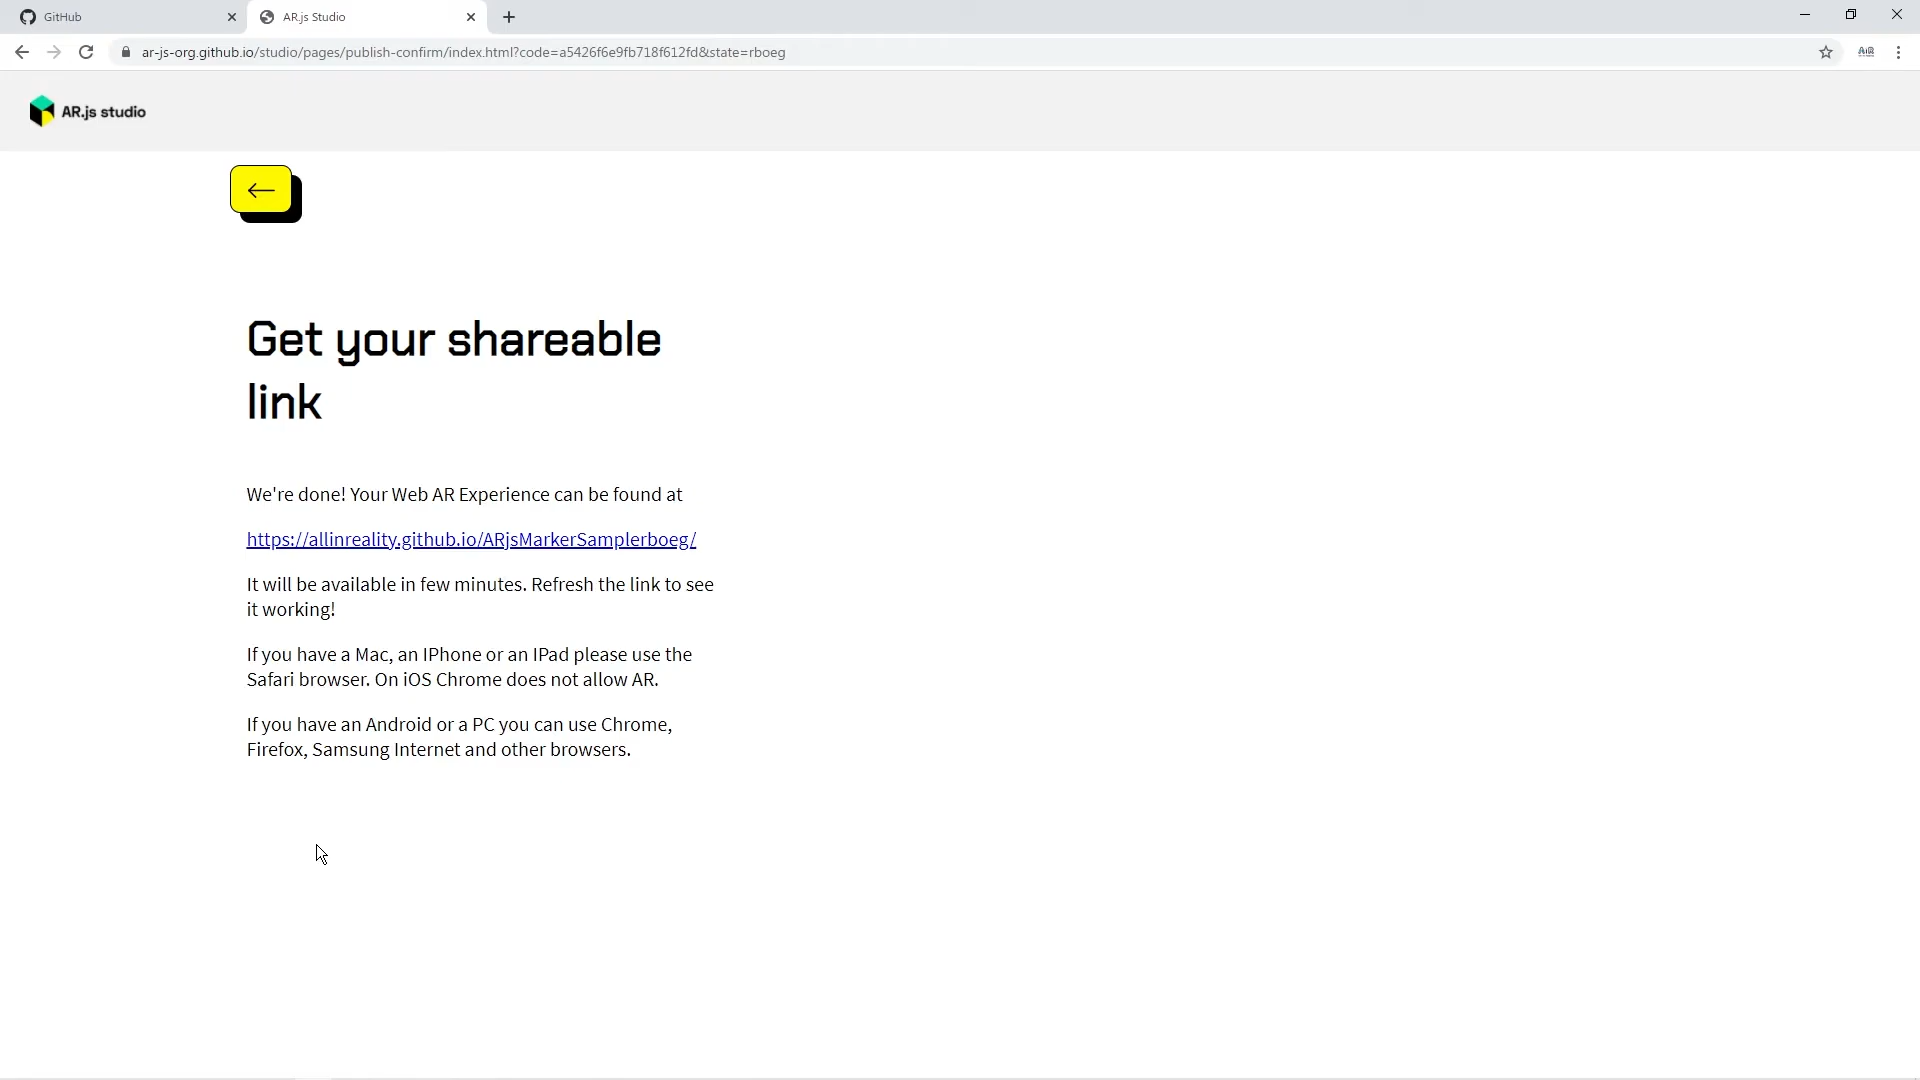 GitHub
AR.js Studio
ar-js-org.github.io/studio/pages/publish-confirm/index.html?code=a5426f6e9fb718f612fd&state=rboeg
AR.js studio
Get your shareable
link
We're done! Your Web AR Experience can be found at
https://allinreality.github.io/ARjsMarkerSamplerboeg/
It will be available in few minutes. Refresh the link to see
it working!
If you have a Mac, an IPhone or an IPad please use the
Safari browser. On iOS Chrome does not allow AR.
If you have an Android or a PC you can use Chrome,
Firefox, Samsung Internet and other browsers.